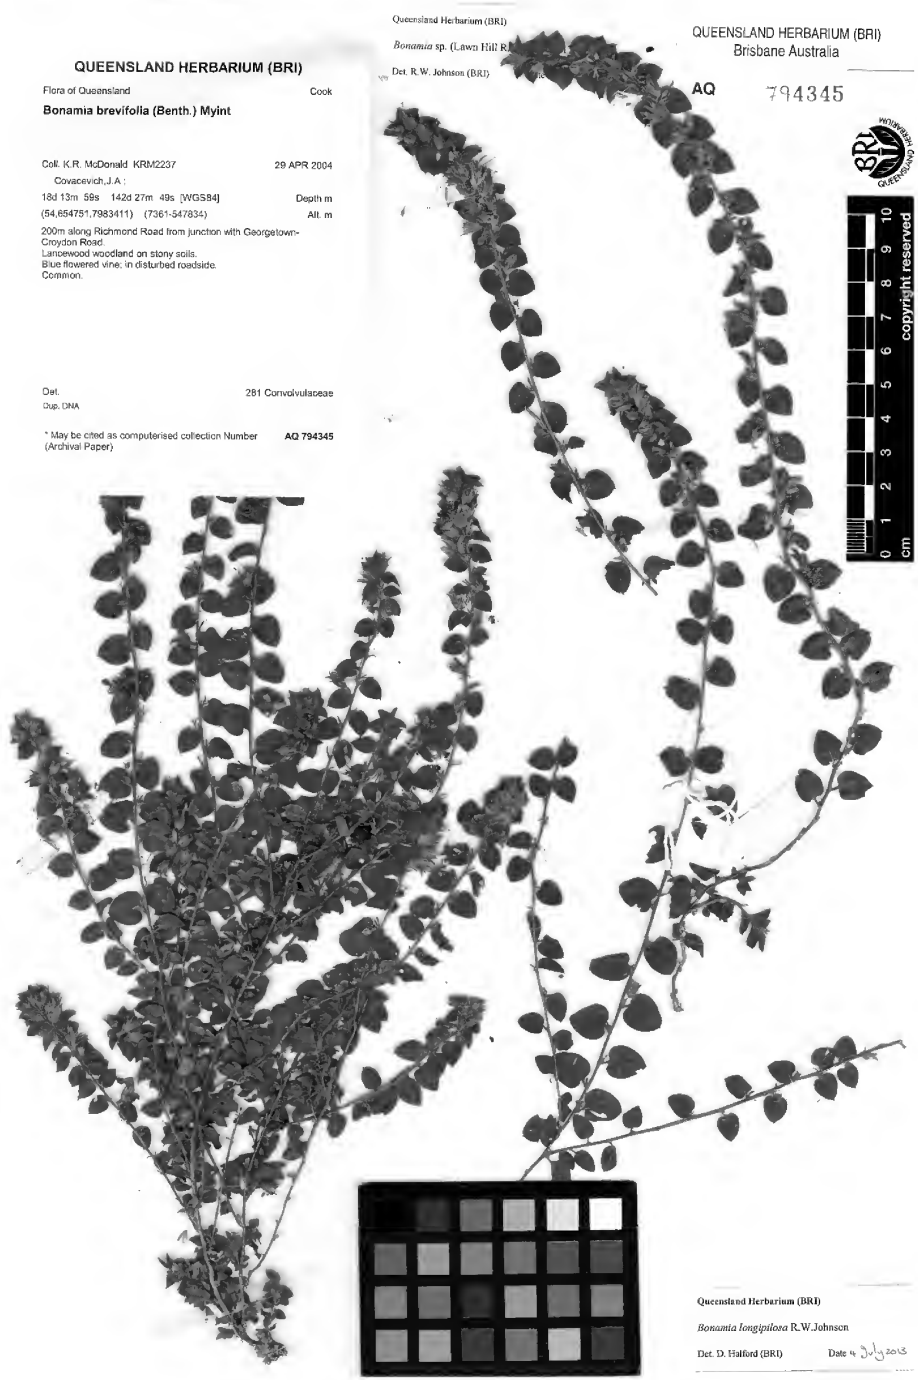 QUEENSLAND HERBARIUM (BRI)
Flora of Queensland Cook
Bonamia brevifolia (Benth.) Myint
Coll. K.R. McDonald KRM2237 29 APR 2004
Covacevich,J.A ;
18d 13m 59s 142d 27m 49s [WGS84] Depth m
(54,654751,7983411) (7361-547834) Alt. m
200m along Richmond Road from junction with Georgetown-
Croydon Road.
Lancewood woodland on stony soils.
Blue flowered vine; in disturbed roadside.
Common.
Det. 281 Convolvulaceae
Dup. DNA
* May be cited as computerised collection Number AQ 794345
(Archival Paper)
Queensland Herbarium (BRI)
Bonamia sp. (Lawn Hill
Det. R.W. Johnson (BRI)
QUEENSLAND HERBARIUM (BRI)
Brisbane Australia
AQ 794345
BRI
QUEENSLAND HERBARIUM
10
9
8
7
6
5
4
3
2
1
0
cm
copyright reserved
Queensland Herbarium (BRI)
Bonamia longipilosa R.W.Johnson
Det. D. Halford (BRI) Date 4 July 2013